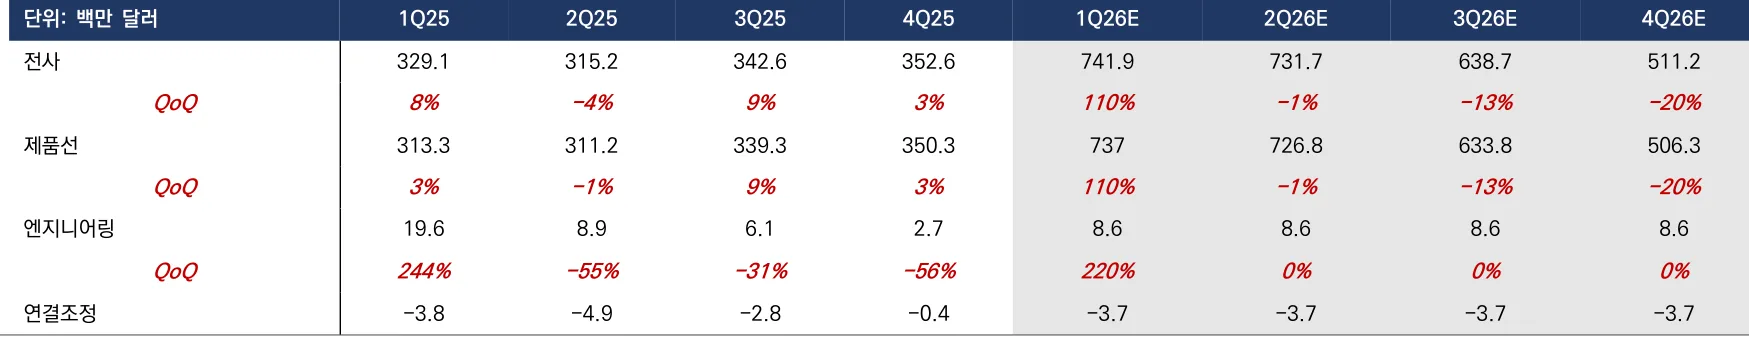 단위: 백만 달러 1Q25 2Q25 3Q25 4Q25 1Q26E 2Q26E 3Q26E 4Q26E
전사 329.1 315.2 342.6 352.6 741.9 731.7 638.7 511.2
QoQ 8% -4% 9% 3% 110% -1% -13% -20%
제품선 313.3 311.2 339.3 350.3 737 726.8 633.8 506.3
QoQ 3% -1% 9% 3% 110% -1% -13% -20%
엔지니어링 19.6 8.9 6.1 2.7 8.6 8.6 8.6 8.6
QoQ 244% -55% -31% -56% 220% 0% 0% 0%
연결조정 -3.8 -4.9 -2.8 -0.4 -3.7 -3.7 -3.7 -3.7